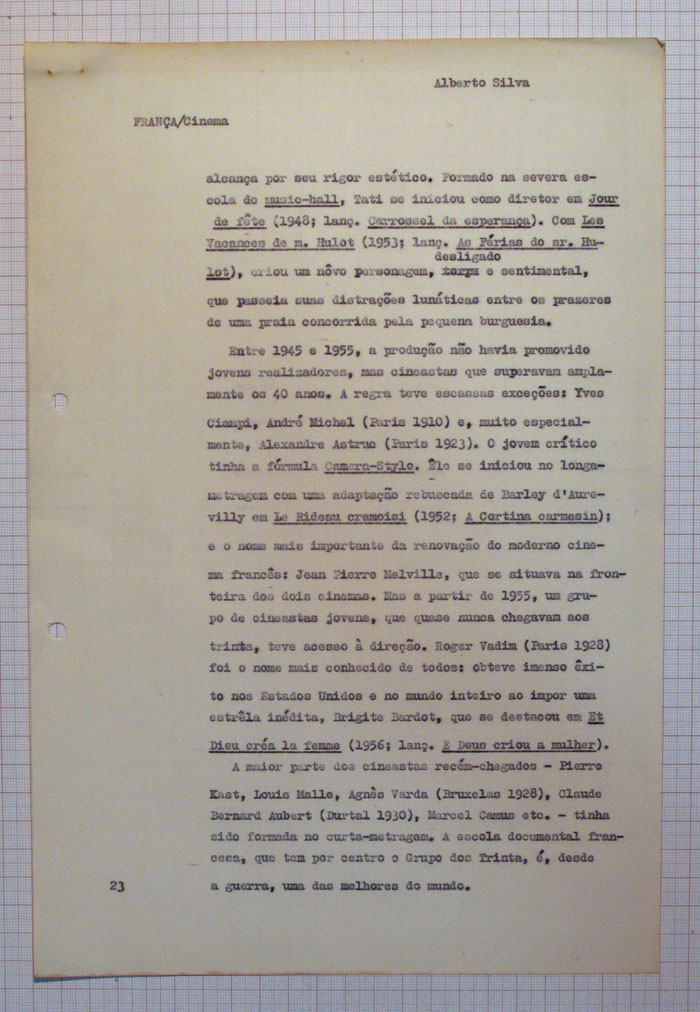 Alberto Silva
FRANÇA/Cinema
alcança por seu rigor estético. Formado na severa es-
cola do music-hall, Tati se iniciou como diretor em Jour
de fête (1948; lanç. Carrossel da esperança). Com Les
Vacances de m. Hulot (1953; lanç. As Férias do sr. Hu-
desligado
lot), criou um nôvo personagem, e sentimental,
que passeia suas distrações lunáticas entre os prazeres
de uma praia concorrida pela pequena burguesia.
Entre 1945 e 1955, a produção não havia promovido
jovens realizadores, mas cineastas que superavam ampla-
mente os 40 anos. A regra teve escassas exceções: Yves
Ciampi, André Michel (Paris 1910) e, muito especial-
mente, Alexandre Astruc (Paris 1923). O jovem crítico
tinha a fórmula Camera-Stylo. Êle se iniciou no longa-
metragem com uma adaptação rebuscada de Barley d'Aure-
villy em Le Rideau cremoisi (1952; A Cortina carmesin);
e o nome mais importante da renovação do moderno cine-
ma francês: Jean Pierre Melville, que se situava na fron-
teira dos dois cinemas. Mas a partir de 1955, um gru-
po de cineastas jovens, que quase nunca chegavam aos
trinta, teve acesso à direção. Roger Vadim (Paris 1928)
foi o nome mais conhecido de todos: obteve imenso êxi-
to nos Estados Unidos e no mundo inteiro ao impor uma
estrêla inédita, Brigite Bardot, que se destacou em Et
Dieu créa la femme (1956; lanç. E Deus criou a mulher).
A maior parte dos cineastas recém-chegados - Pierre
Kast, Louis Malle, Agnès Varda (Bruxelas 1928), Claude
Bernard Aubert (Durtal 1930), Marcel Camus etc. - tinha
sido formada no curta-metragem. A escola documental fran-
cesa, que tem por centro o Grupo dos Trinta, é, desde
a guerra, uma das melhores do mundo.
23